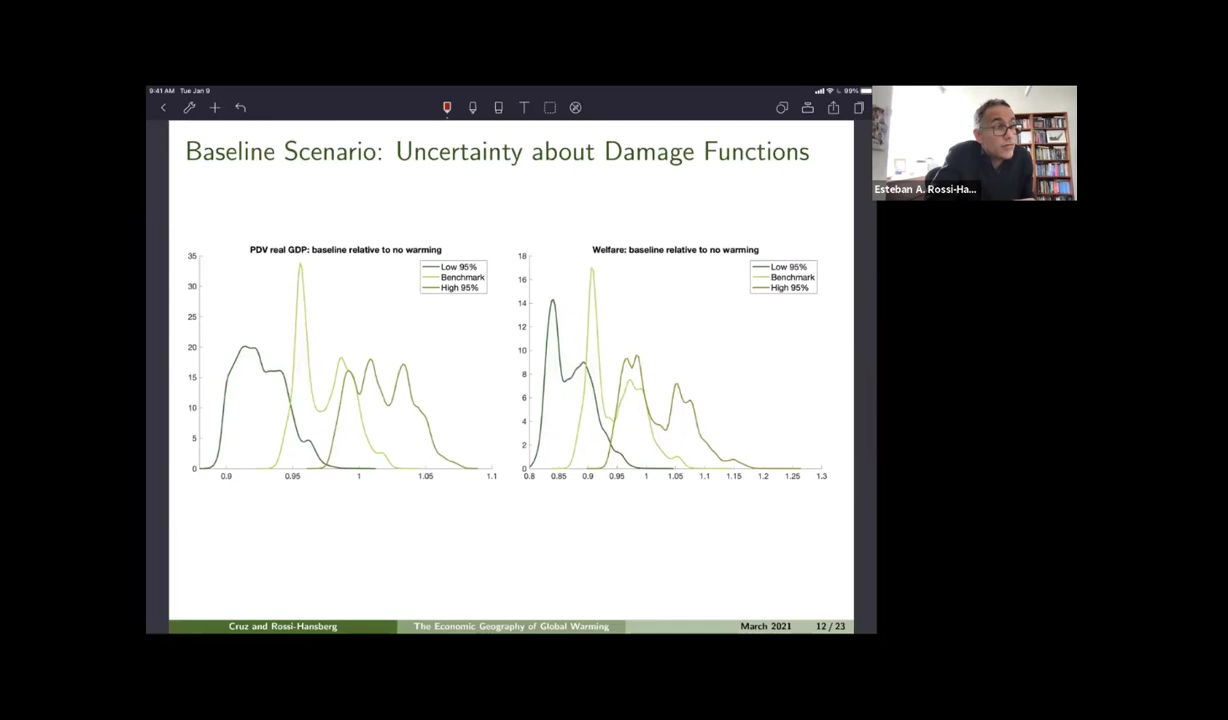 9:41 AM Tue Jan 9
99%
T
Baseline Scenario: Uncertainty about Damage Functions
PDV real GDP: baseline relative to no warming
35
30
25
20
15
10
5
0
0.9 0.95 1 1.05 1.1
Low 95%
Benchmark
High 95%
Welfare: baseline relative to no warming
18
16
14
12
10
8
6
4
2
0
0.8 0.85 0.9 0.95 1 1.05 1.1 1.15 1.2 1.25 1.3
Low 95%
Benchmark
High 95%
Cruz and Rossi-Hansberg The Economic Geography of Global Warming March 2021 12 / 23
Esteban A. Rossi-Ha...